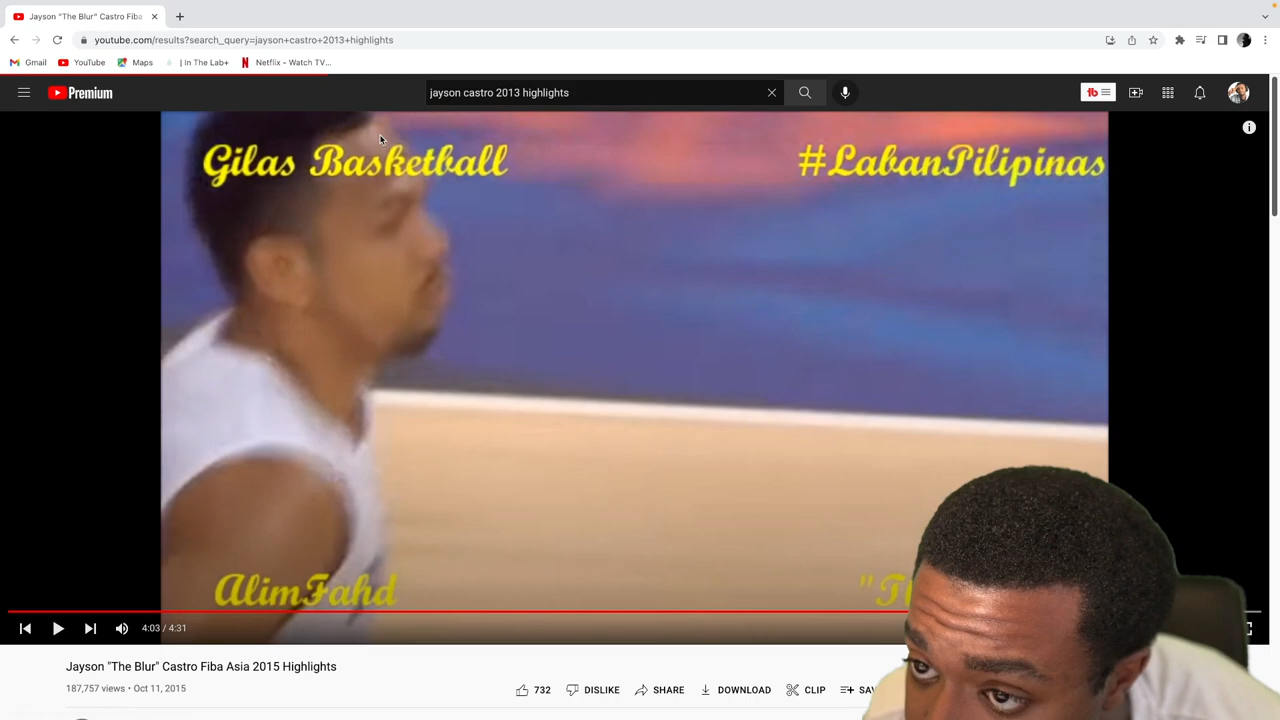 Jayson "The Blur" Castro Fiba
youtube.com/results?search_query=jayson+castro+2013+highlights
Gmail YouTube Maps | In The Lab+ Netflix - Watch TV...
Premium
jayson castro 2013 highlights
tb
Gilas Basketball
#LabanPilipinas
AlimFahd
4:03 / 4:31
Jayson "The Blur" Castro Fiba Asia 2015 Highlights
187,757 views • Oct 11, 2015
732 DISLIKE SHARE DOWNLOAD CLIP